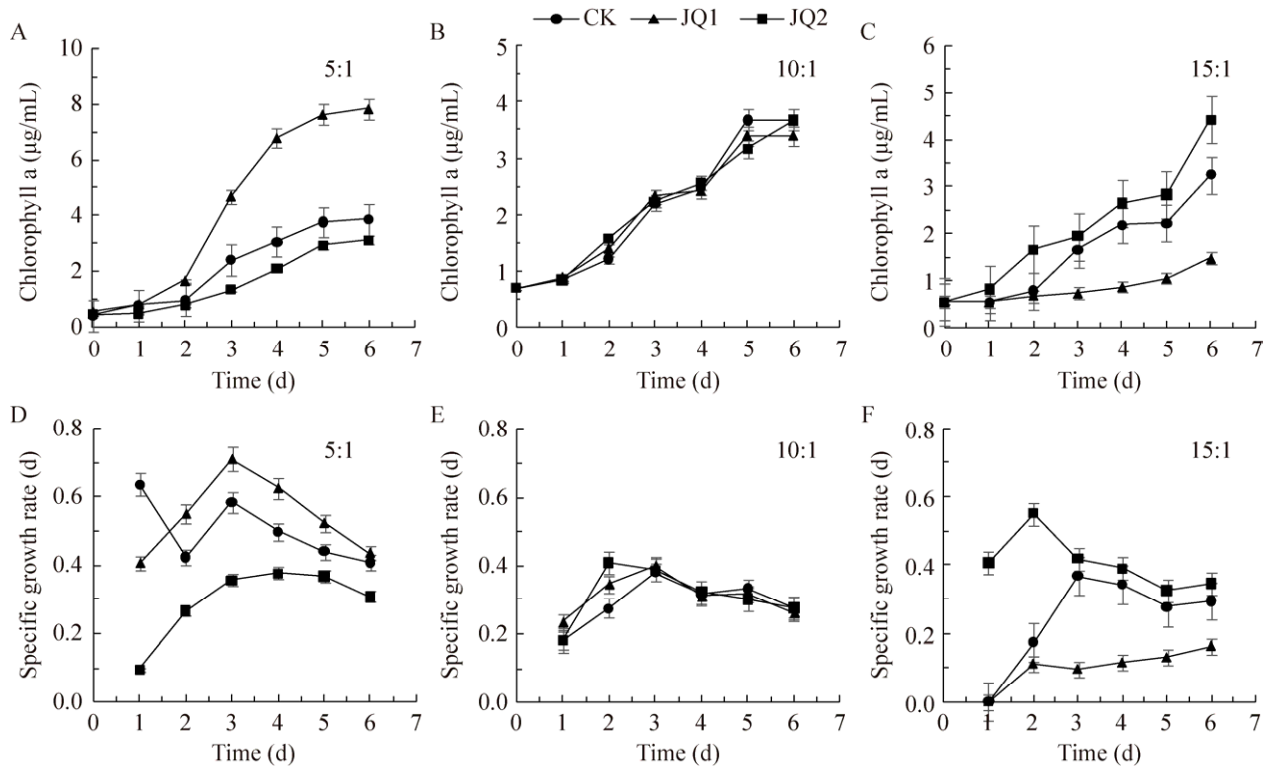 CK JQ1 JQ2
A
5:1
Chlorophyll a (μg/mL)
10
8
6
4
2
0
0 1 2 3 4 5 6 7
Time (d)
B
10:1
Chlorophyll a (μg/mL)
5
4
3
2
1
0
0 1 2 3 4 5 6 7
Time (d)
C
15:1
Chlorophyll a (μg/mL)
6
5
4
3
2
1
0
0 1 2 3 4 5 6 7
Time (d)
D
5:1
Specific growth rate (d)
0.8
0.6
0.4
0.2
0.0
0 1 2 3 4 5 6 7
Time (d)
E
10:1
Specific growth rate (d)
0.8
0.6
0.4
0.2
0.0
0 1 2 3 4 5 6 7
Time (d)
F
15:1
Specific growth rate (d)
0.8
0.6
0.4
0.2
0.0
0 1 2 3 4 5 6 7
Time (d)